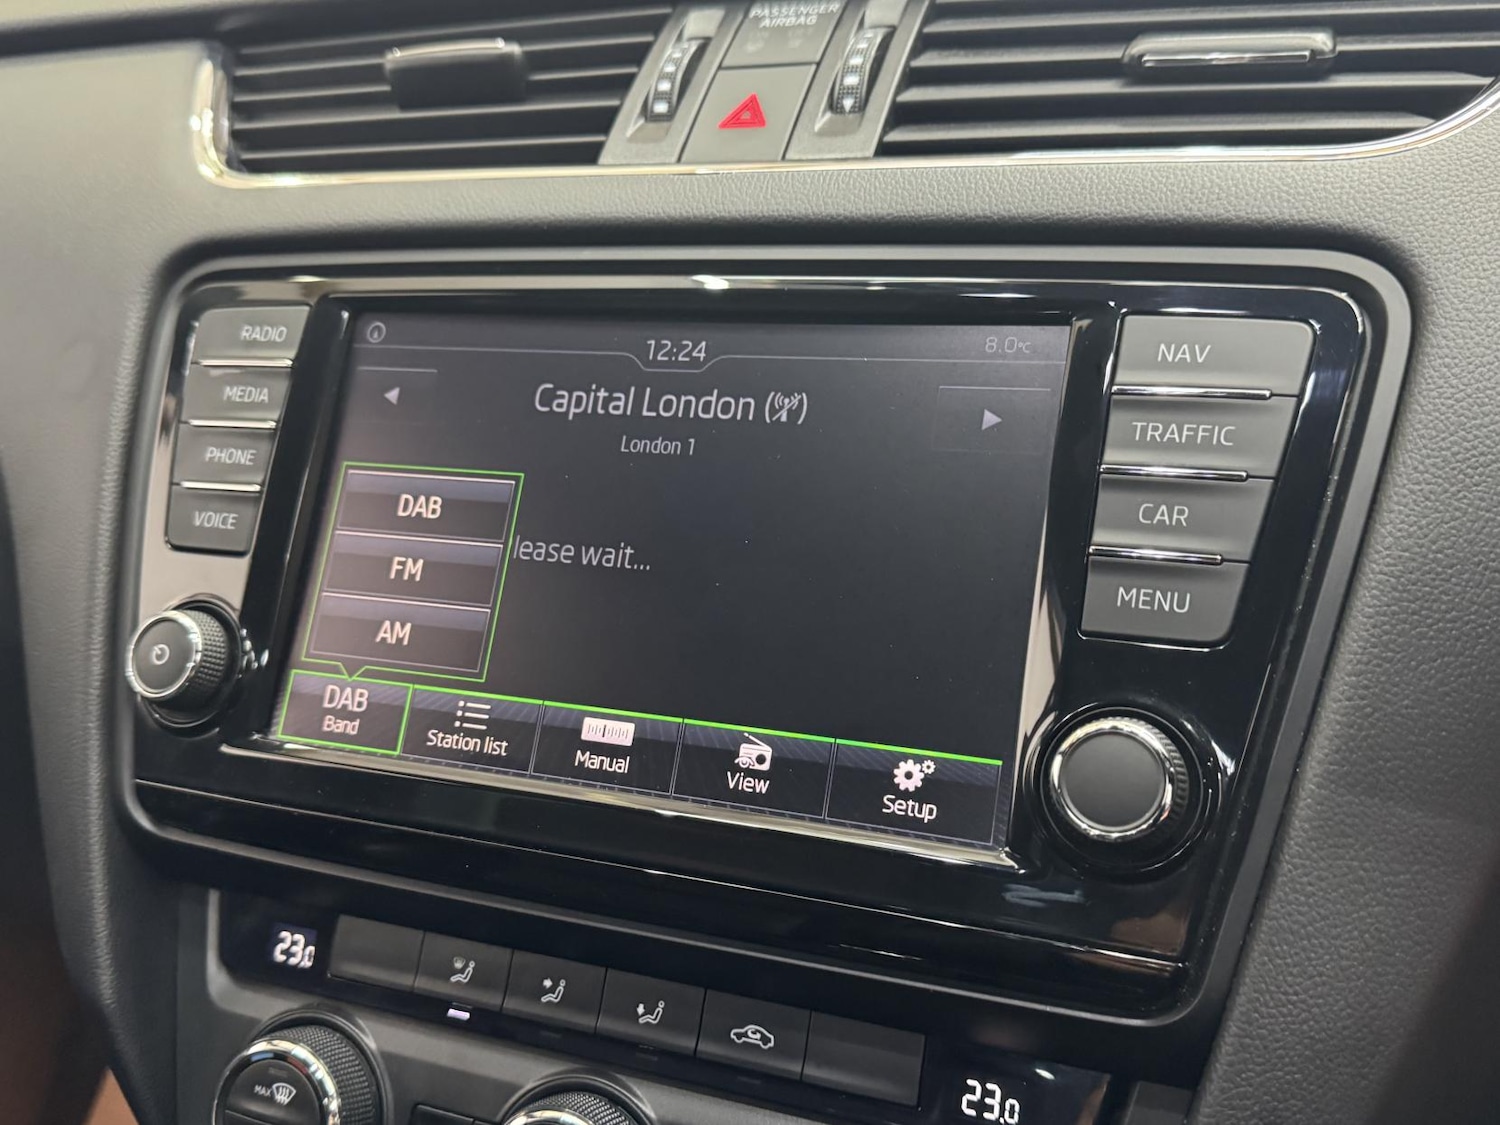 PASSENGER
AIRBAG
RADIO
MEDIA
PHONE
VOICE
12:24
8.0°C
Capital London
London 1
DAB
FM
AM
lease wait...
DAB
Band
Station list
Manual
View
Setup
NAV
TRAFFIC
CAR
MENU
23.0
MAX
23.0